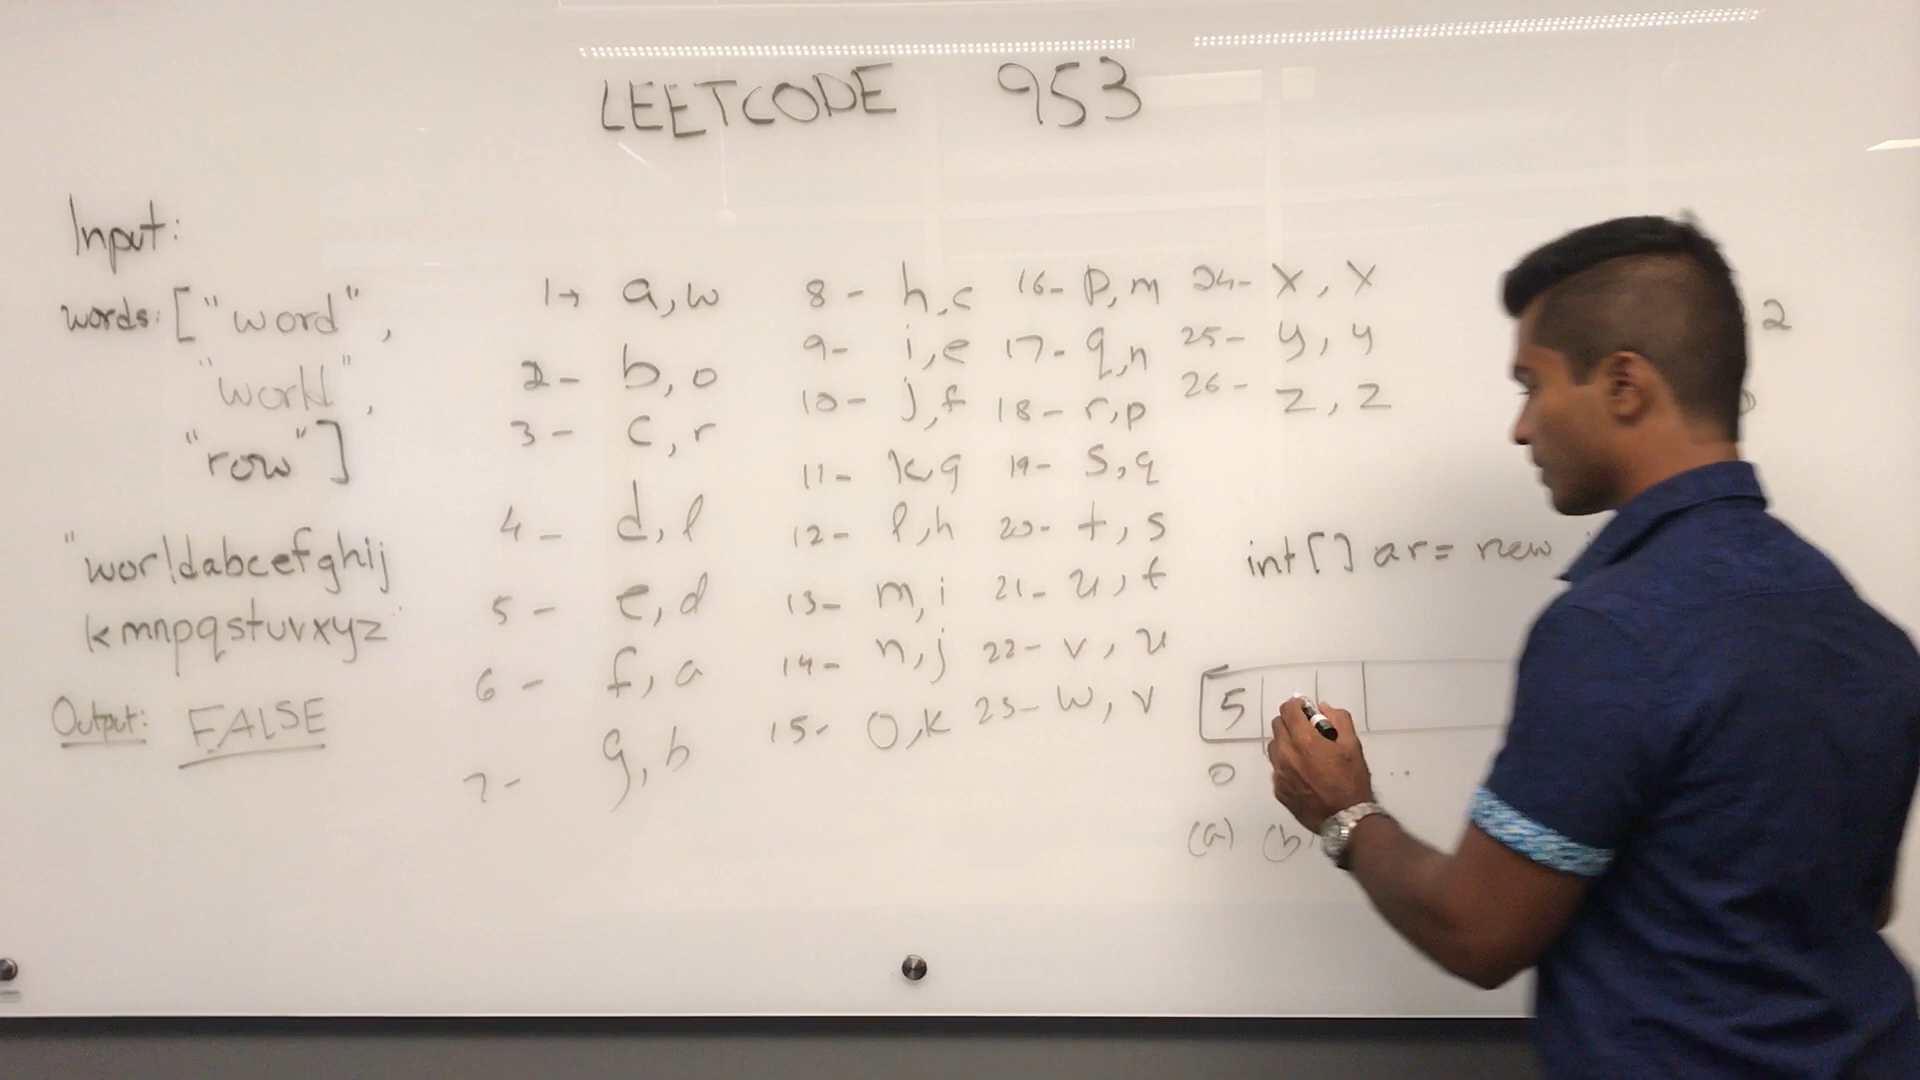 LEETCODE 953
Input:
words: ["word",
"world",
"row"]
"worldabcefghij
kmnpqstuvxyz
Output: FALSE
1→ a,w
2- b,o
3- c,r
4- d,l
5- e,d
6- f,a
7- g,b
8- h,c
9- i,e
10- j,f
11- k,g
12- l,h
13- m,i
14- n,j
15- o,k
16- p,m
17- q,n
18- r,p
19- s,q
20- t,s
21- u,t
22- v,u
23- w,v
24- x,x
25- y,y
26- z,z
2
int[] ar= new
5
0 ..
(a) (b)